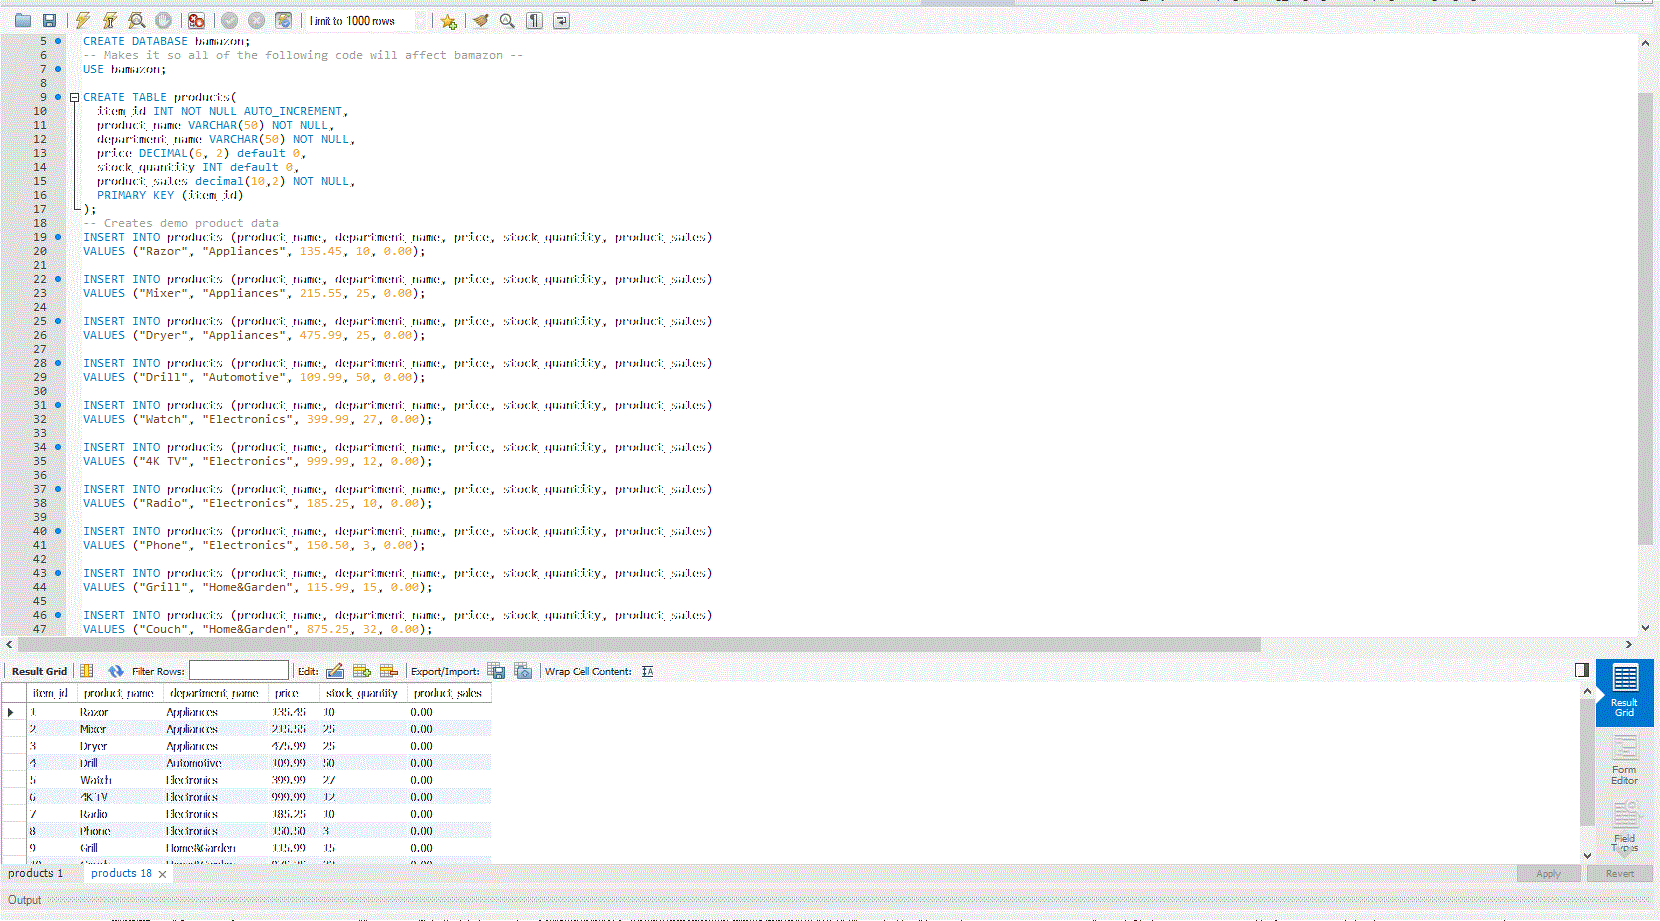 Limit to 1000 rows
5 CREATE DATABASE bamazon;
6 -- Makes it so all of the following code will affect bamazon --
7 USE bamazon;
8
9 CREATE TABLE products(
10 item_id INT NOT NULL AUTO_INCREMENT,
11 product_name VARCHAR(50) NOT NULL,
12 department_name VARCHAR(50) NOT NULL,
13 price DECIMAL(6, 2) default 0,
14 stock_quantity INT default 0,
15 product_sales decimal(10,2) NOT NULL,
16 PRIMARY KEY (item_id)
17 );
18 -- Creates demo product data
19 INSERT INTO products (product_name, department_name, price, stock_quantity, product_sales)
20 VALUES ("Razor", "Appliances", 135.45, 10, 0.00);
21
22 INSERT INTO products (product_name, department_name, price, stock_quantity, product_sales)
23 VALUES ("Mixer", "Appliances", 215.55, 25, 0.00);
24
25 INSERT INTO products (product_name, department_name, price, stock_quantity, product_sales)
26 VALUES ("Dryer", "Appliances", 475.99, 25, 0.00);
27
28 INSERT INTO products (product_name, department_name, price, stock_quantity, product_sales)
29 VALUES ("Drill", "Automotive", 109.99, 50, 0.00);
30
31 INSERT INTO products (product_name, department_name, price, stock_quantity, product_sales)
32 VALUES ("Watch", "Electronics", 399.99, 27, 0.00);
33
34 INSERT INTO products (product_name, department_name, price, stock_quantity, product_sales)
35 VALUES ("4K TV", "Electronics", 999.99, 12, 0.00);
36
37 INSERT INTO products (product_name, department_name, price, stock_quantity, product_sales)
38 VALUES ("Radio", "Electronics", 185.25, 10, 0.00);
39
40 INSERT INTO products (product_name, department_name, price, stock_quantity, product_sales)
41 VALUES ("Phone", "Electronics", 150.50, 3, 0.00);
42
43 INSERT INTO products (product_name, department_name, price, stock_quantity, product_sales)
44 VALUES ("Grill", "Home&Garden", 115.99, 15, 0.00);
45
46 INSERT INTO products (product_name, department_name, price, stock_quantity, product_sales)
47 VALUES ("Couch", "Home&Garden", 875.25, 32, 0.00);
Result Grid Filter Rows: Edit: Export/Import: Wrap Cell Content:
item_id product_name department_name price stock_quantity product_sales
1 Razor Appliances 135.45 10 0.00
2 Mixer Appliances 215.55 25 0.00
3 Dryer Appliances 475.99 25 0.00
4 Drill Automotive 109.99 50 0.00
5 Watch Electronics 399.99 27 0.00
6 4K TV Electronics 999.99 12 0.00
7 Radio Electronics 185.25 10 0.00
8 Phone Electronics 150.50 3 0.00
9 Grill Home&Garden 115.99 15 0.00
Result
Grid
Form
Editor
Field
Types
products 1 products 18
Apply Revert
Output